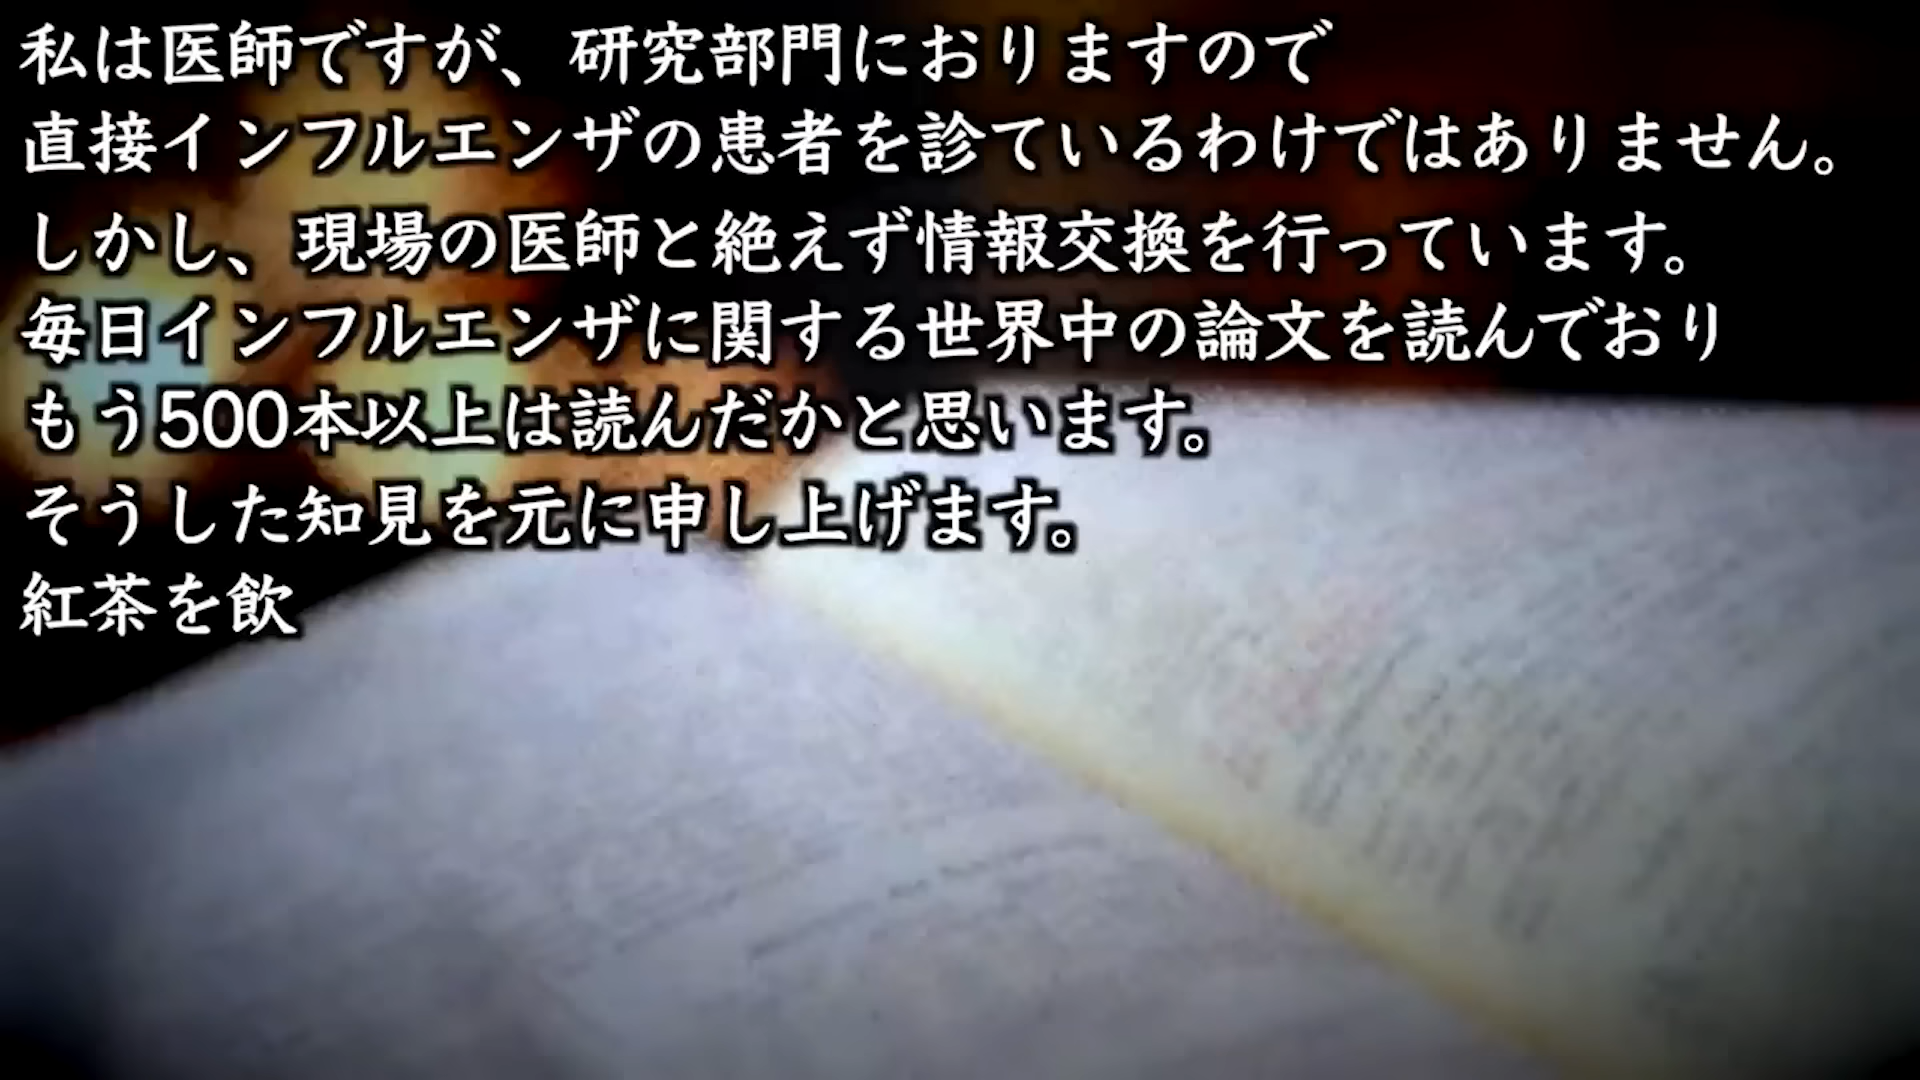 私は医師ですが、研究部門におりますので
直接インフルエンザの患者を診ているわけではありません。
しかし、現場の医師と絶えず情報交換を行っています。
毎日インフルエンザに関する世界中の論文を読んでおり
もう500本以上は読んだかと思います。
そうした知見を元に申し上げます。
紅茶を飲